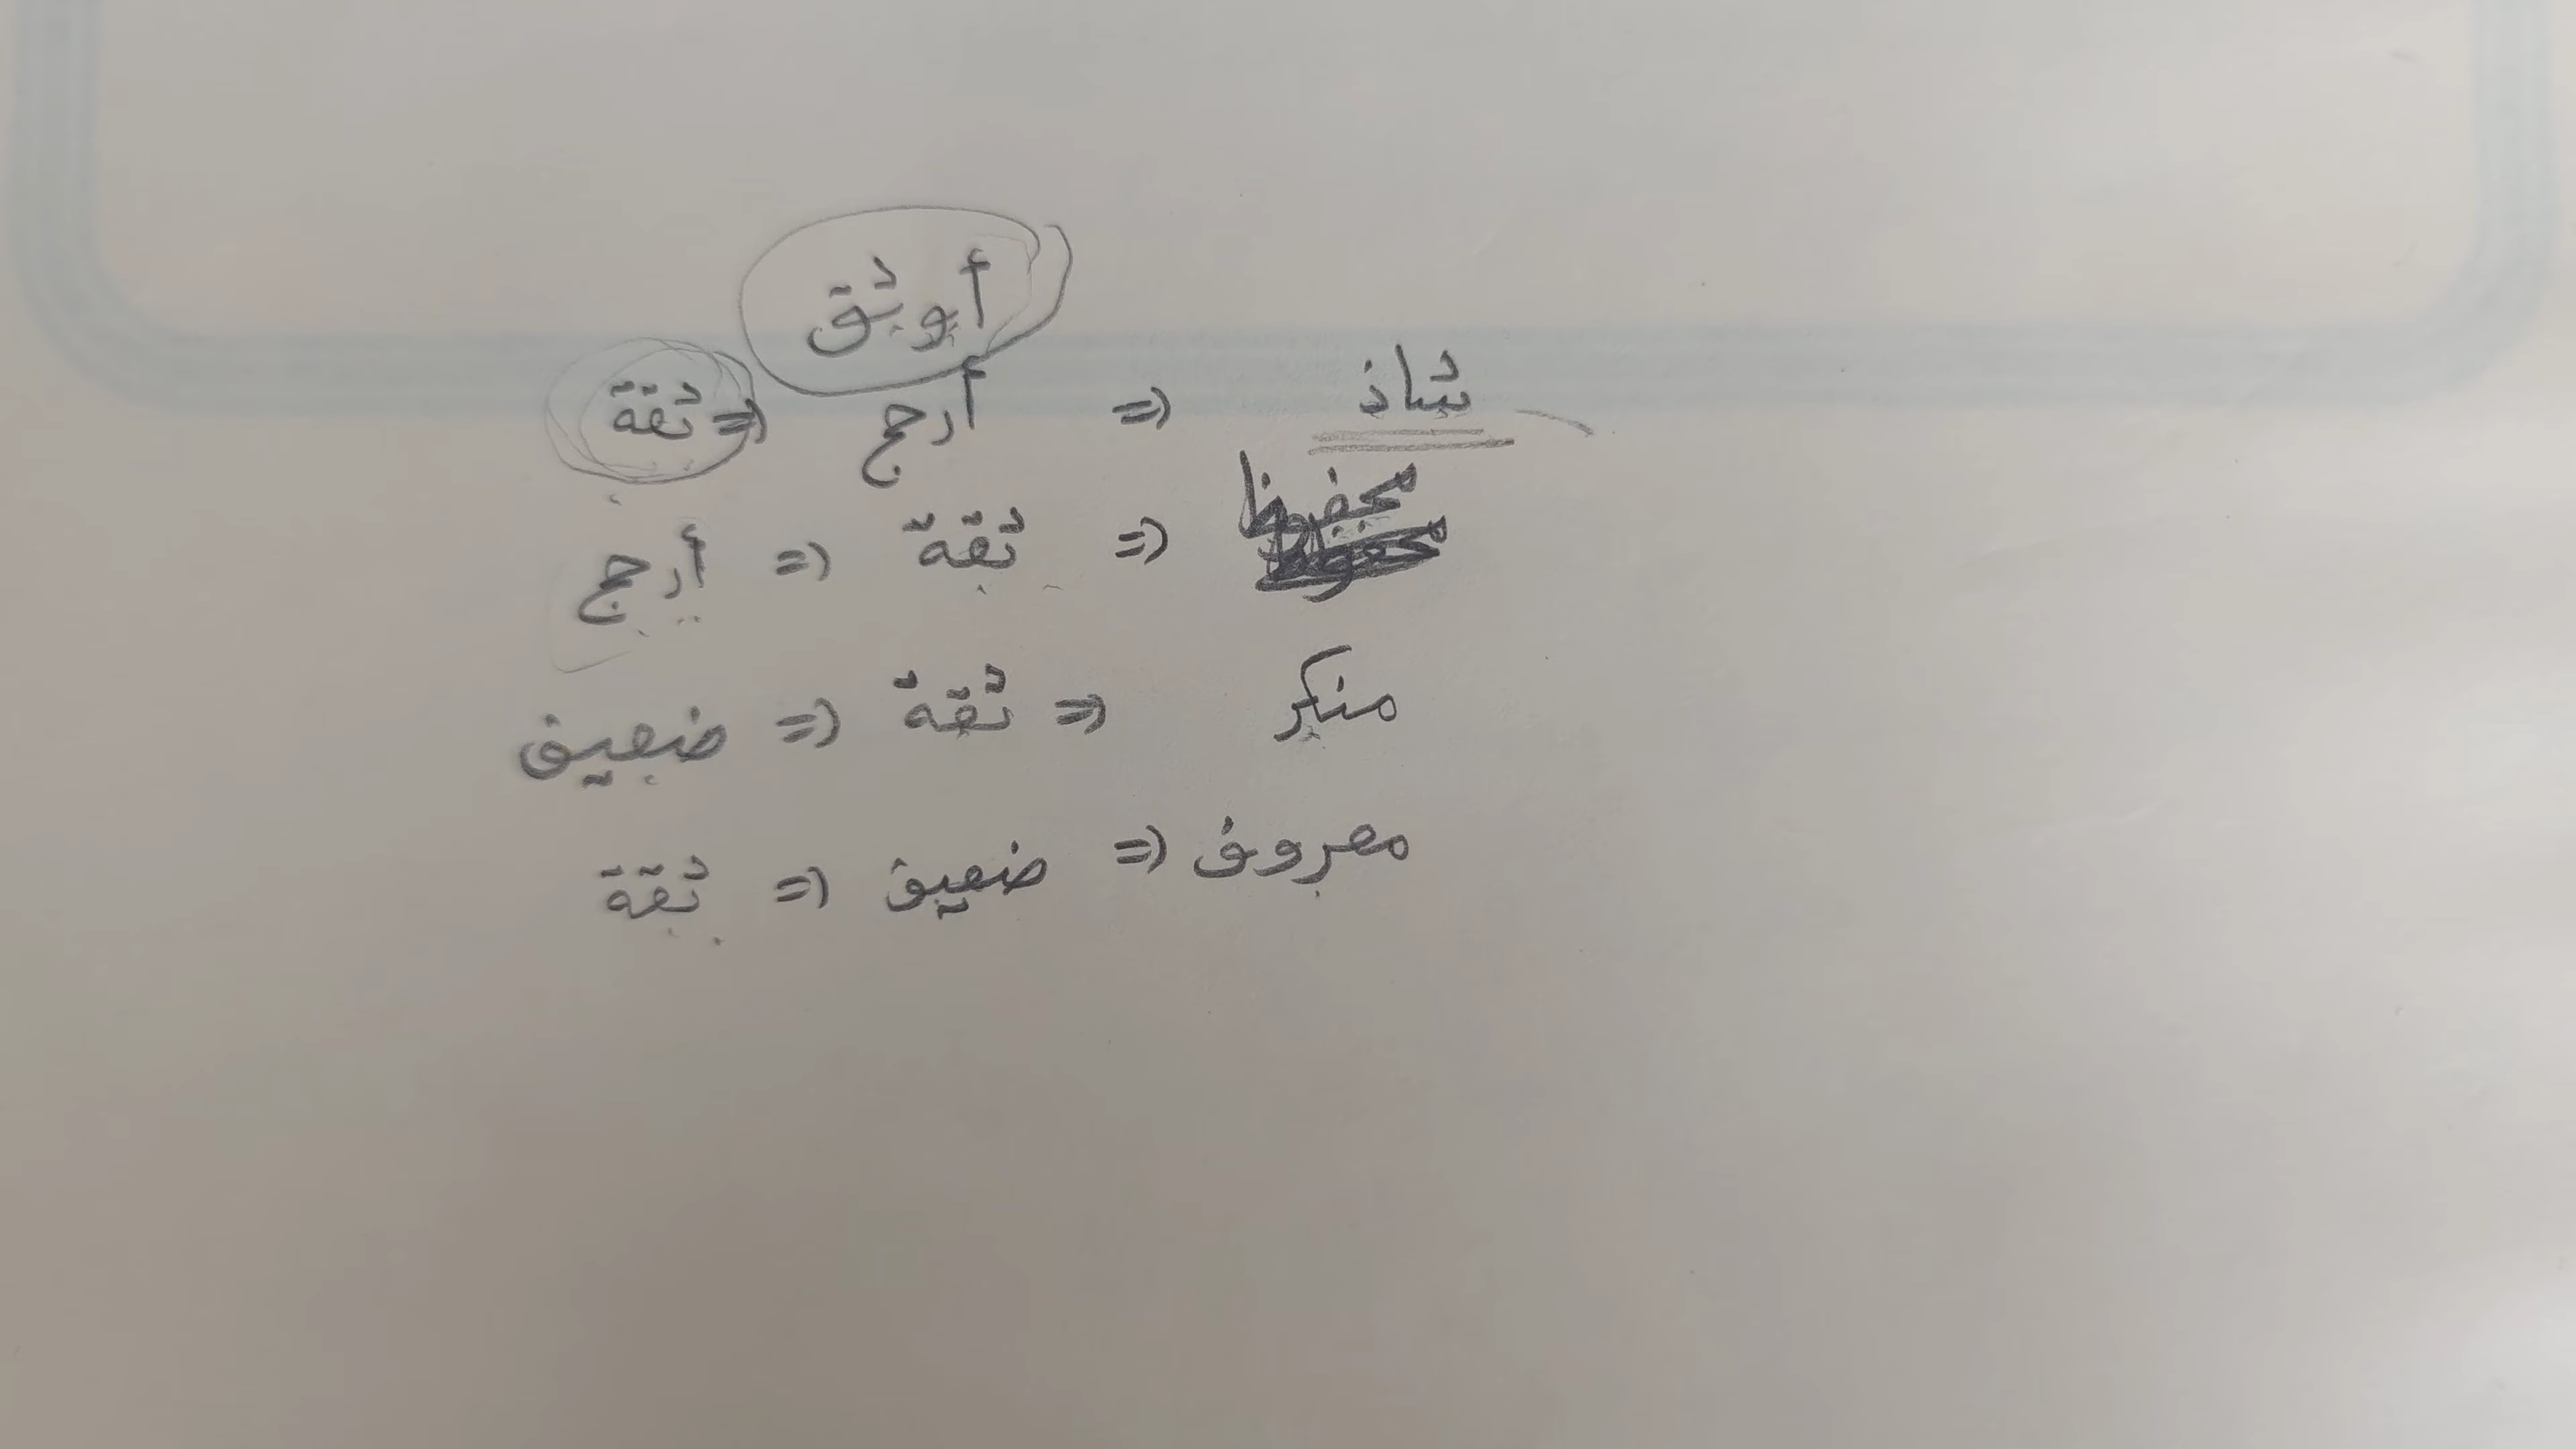 أوثق
شاذ <= أرجح <= ثقة
محفوظ <= ثقة <= أرجح
منكر <= ثقة <= ضعيف
معروف <= ضعيف <= ثقة